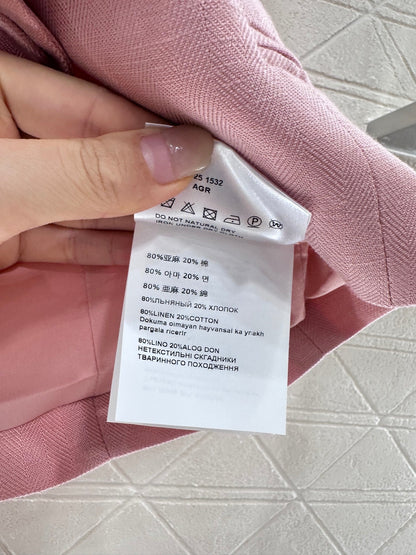 25 1532
AGR
DO NOT NATURAL DRY
80%亚麻 20% 棉
80% 아마 20% 면
80% 亜麻 20% 綿
80%ЛЬНЯНЫЙ 20% ХЛОПОК
80%LINEN 20%COTTON
Dokuma olmayan hayvansal ka yrakh
pargala ricerir
80%LINO 20%ALOG DON
НЕТЕКСТИЛЬНІ СКГАДНИКИ
ТВАРИННОГО ПОХОДЖЕННЯ